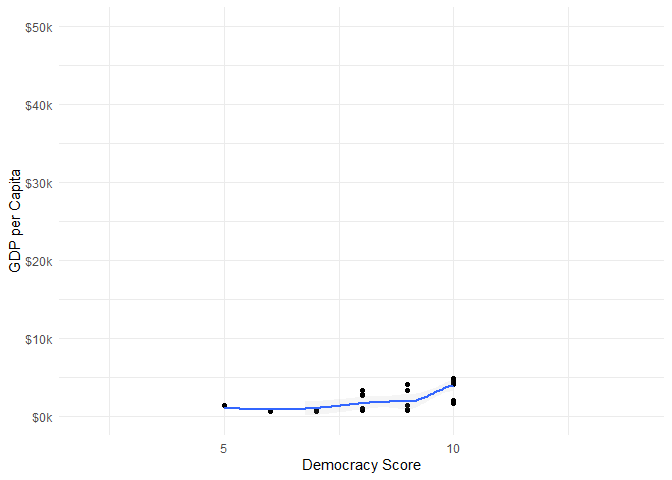 $50k
$40k
$30k
$20k
$10k
$0k
GDP per Capita
5 10
Democracy Score